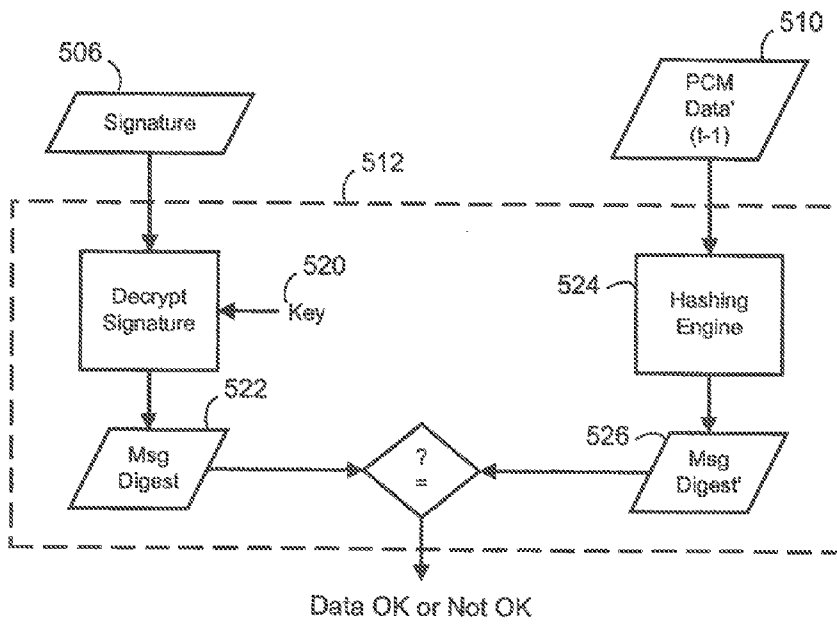 506
Signature
510
PCM
Data'
(t-1)
512
Decrypt
Signature
520
Key
524
Hashing
Engine
522
Msg
Digest
?
=
526
Msg
Digest'
Data OK or Not OK